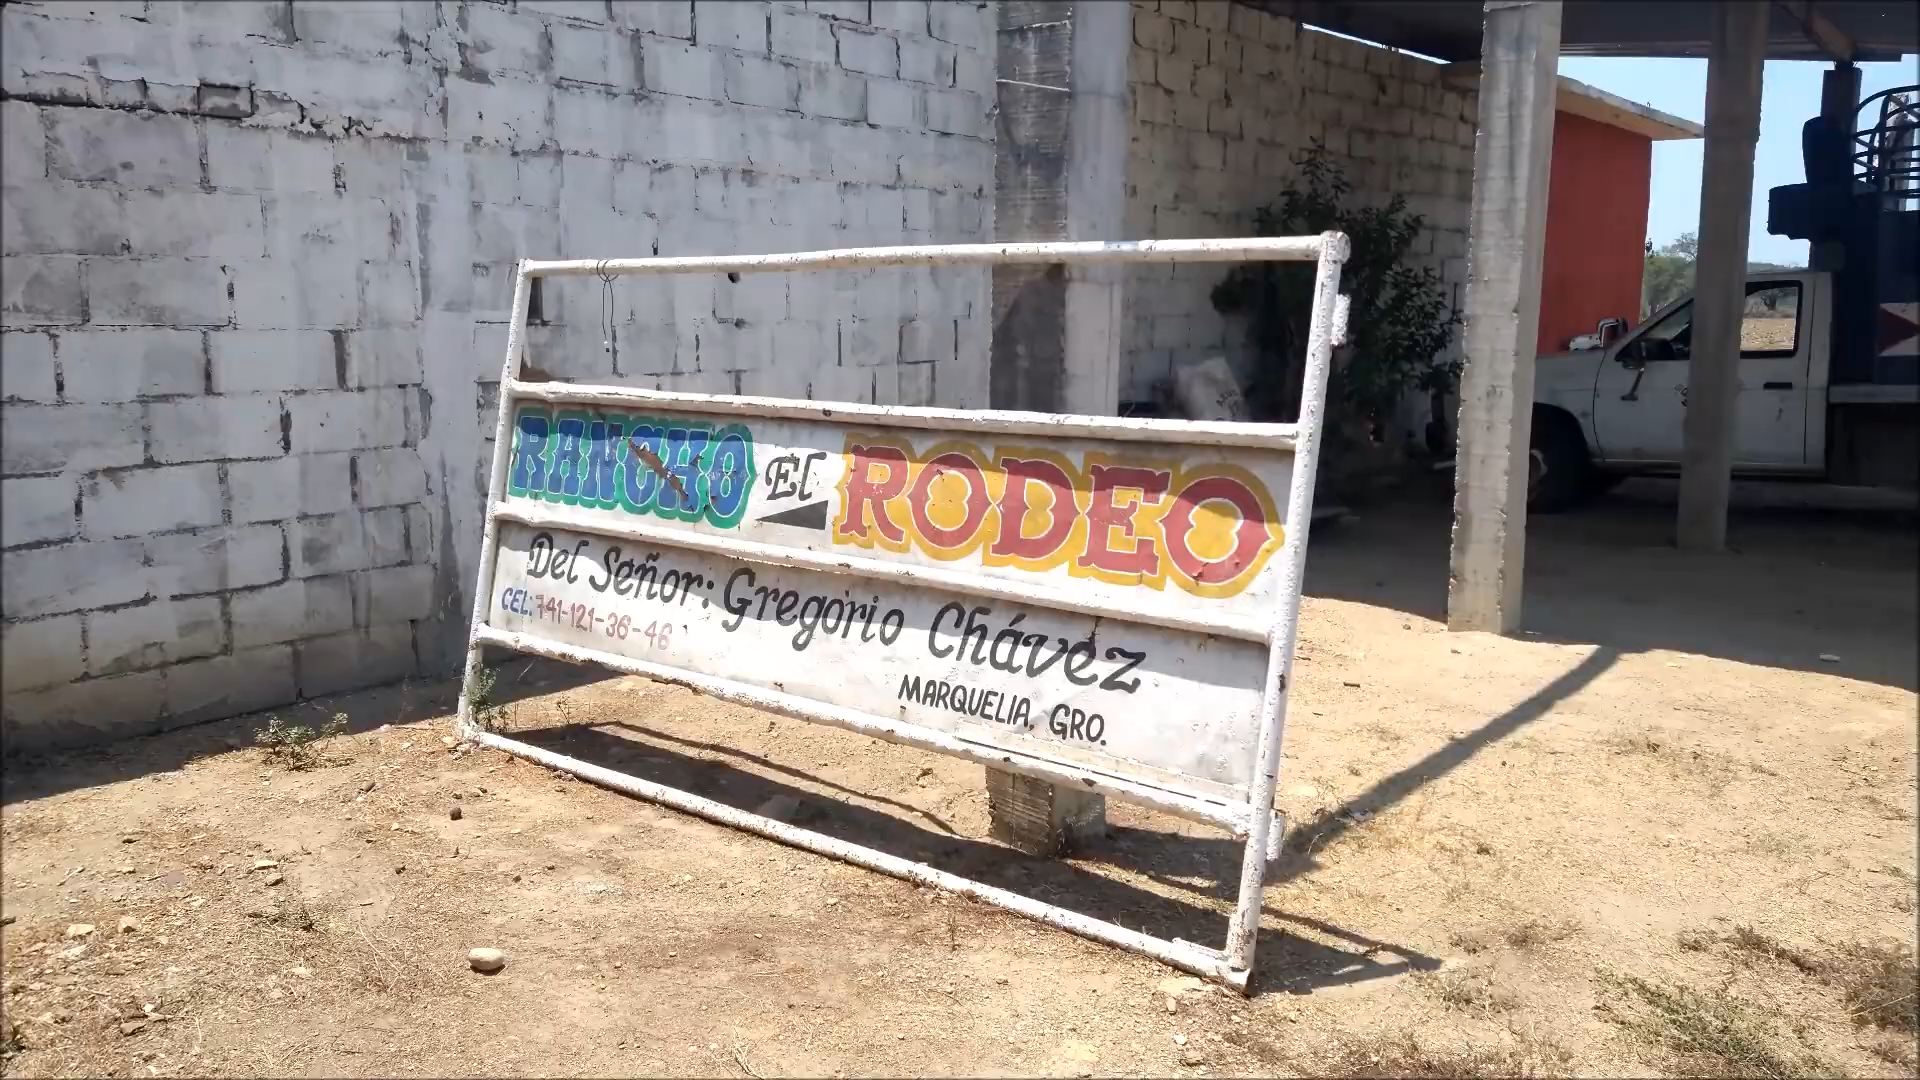 RANCHO El RODEO
Del Señor: Gregorio Chávez
CEL: 741-121-36-46
MARQUELIA, GRO.